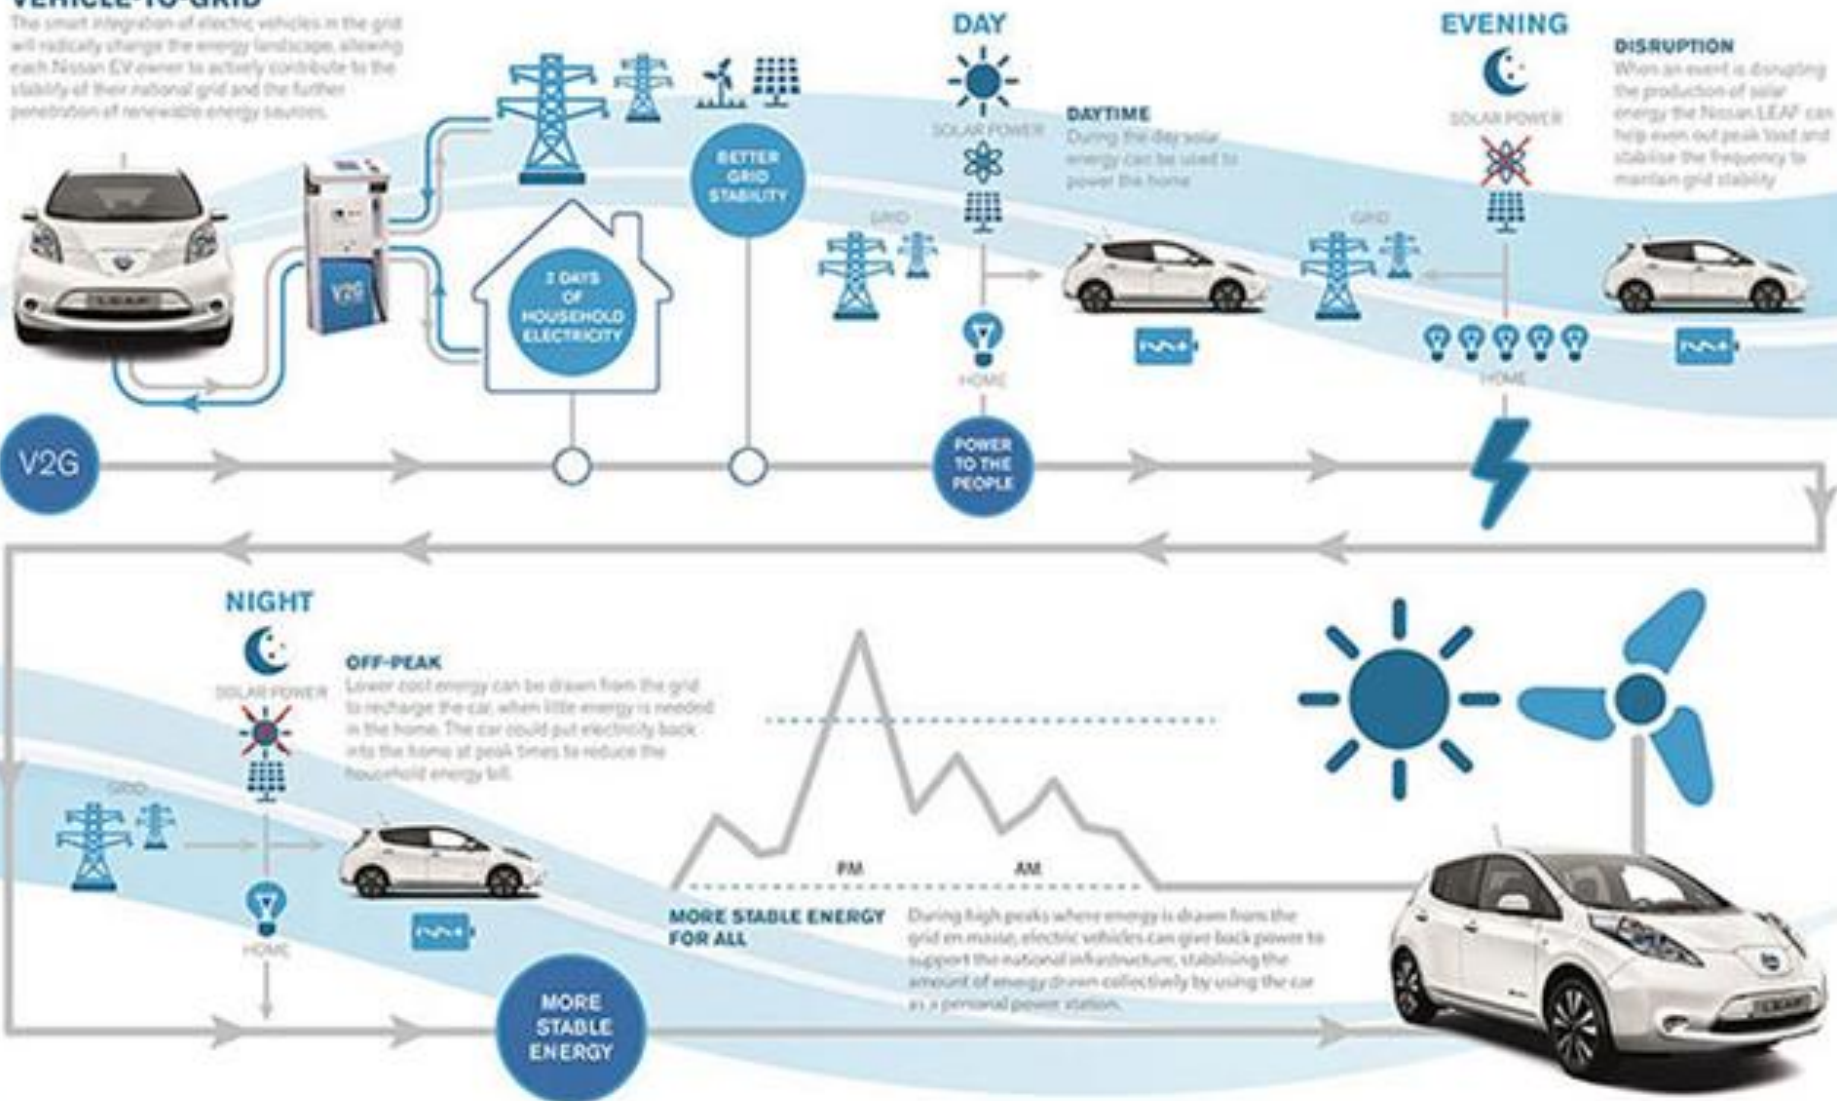 VEHICLE-TO-GRID
The smart integration of electric vehicles in the grid
will radically change the energy landscape, allowing
each Nissan EV owner to actively contribute to the
stability of their national grid and the further
penetration of renewable energy sources.
LEAF
V2G
BETTER
GRID
STABILITY
2 DAYS
OF
HOUSEHOLD
ELECTRICITY
DAY
SOLAR POWER
GRID
HOME
DAYTIME
During the day solar
energy can be used to
power the home
EVENING
SOLAR POWER
GRID
HOME
DISRUPTION
When an event is disrupting
the production of solar
energy the Nissan LEAF can
help even out peak load and
stabilise the frequency to
maintain grid stability
V2G
POWER
TO THE
PEOPLE
NIGHT
SOLAR POWER
GRID
HOME
OFF-PEAK
Lower cost energy can be drawn from the grid
to recharge the car, when little energy is needed
in the home. The car could put electricity back
into the home at peak times to reduce the
household energy bill.
PM
AM
MORE STABLE ENERGY
FOR ALL
During high peaks where energy is drawn from the
grid en masse, electric vehicles can give back power to
support the national infrastructure, stabilising the
amount of energy drawn collectively by using the car
as a personal power station.
MORE
STABLE
ENERGY
LEAF